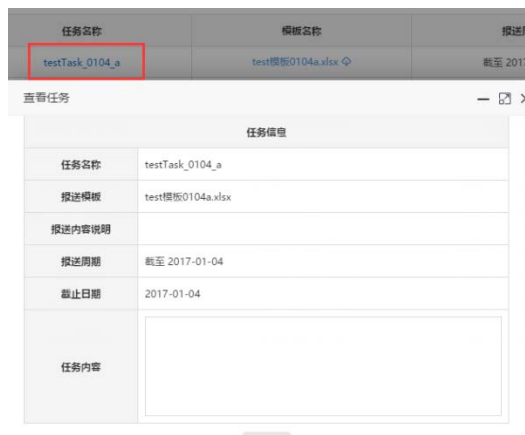 任务名称 模板名称 报送
testTask_0104_a test模板0104a.xlsx 截至 201
查看任务
任务信息
任务名称 testTask_0104_a
报送模板 test模板0104a.xlsx
报送内容说明
报送周期 截至 2017-01-04
截止日期 2017-01-04
任务内容